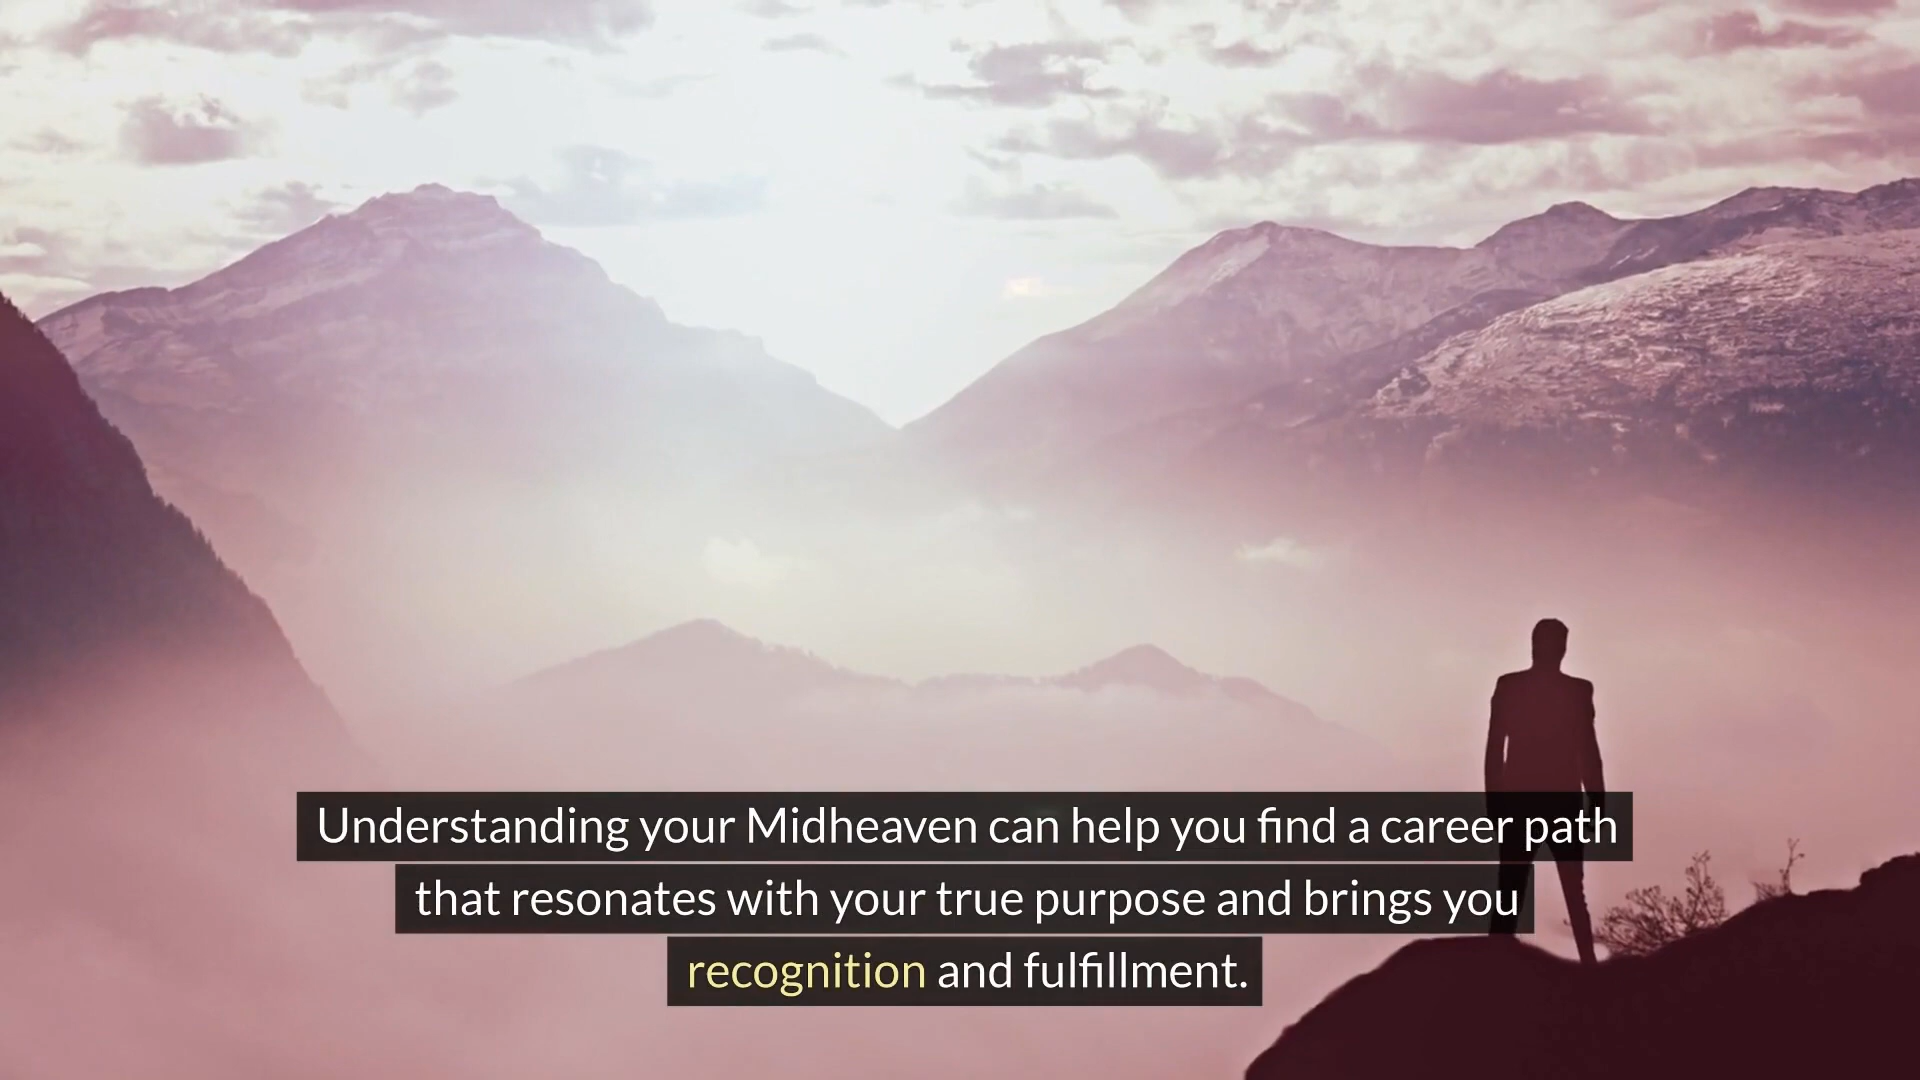 Understanding your Midheaven can help you find a career path
that resonates with your true purpose and brings you
recognition and fulfillment.